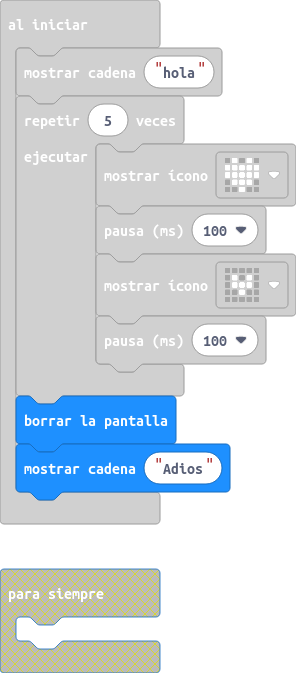 al iniciar
mostrar cadena "hola"
repetir 5 veces
ejecutar
mostrar icono
pausa (ms) 100
mostrar icono
pausa (ms) 100
borrar la pantalla
mostrar cadena "Adios"
para siempre